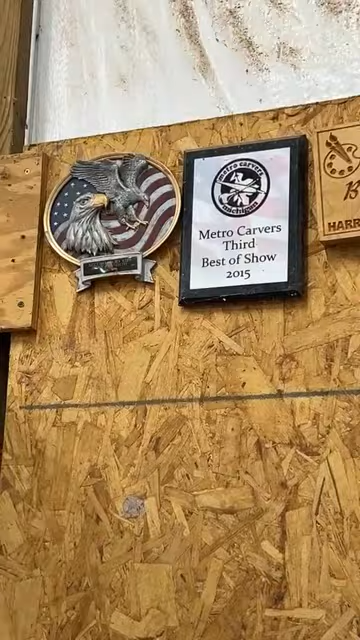 metro carvers
michigan
Metro Carvers
Third
Best of Show
2015
HARR